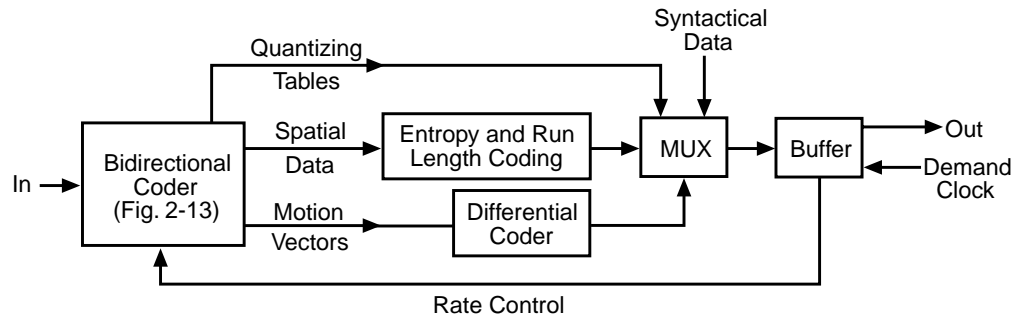 Syntactical
Data
Quantizing
Tables
Spatial
Data
Entropy and Run
Length Coding
MUX
Buffer
Out
Demand
Clock
In
Bidirectional
Coder
(Fig. 2-13)
Motion
Vectors
Differential
Coder
Rate Control